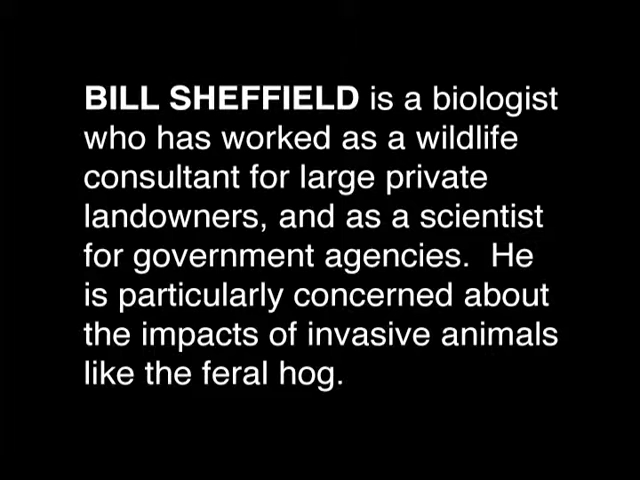 BILL SHEFFIELD is a biologist
who has worked as a wildlife
consultant for large private
landowners, and as a scientist
for government agencies.  He
is particularly concerned about
the impacts of invasive animals
like the feral hog.